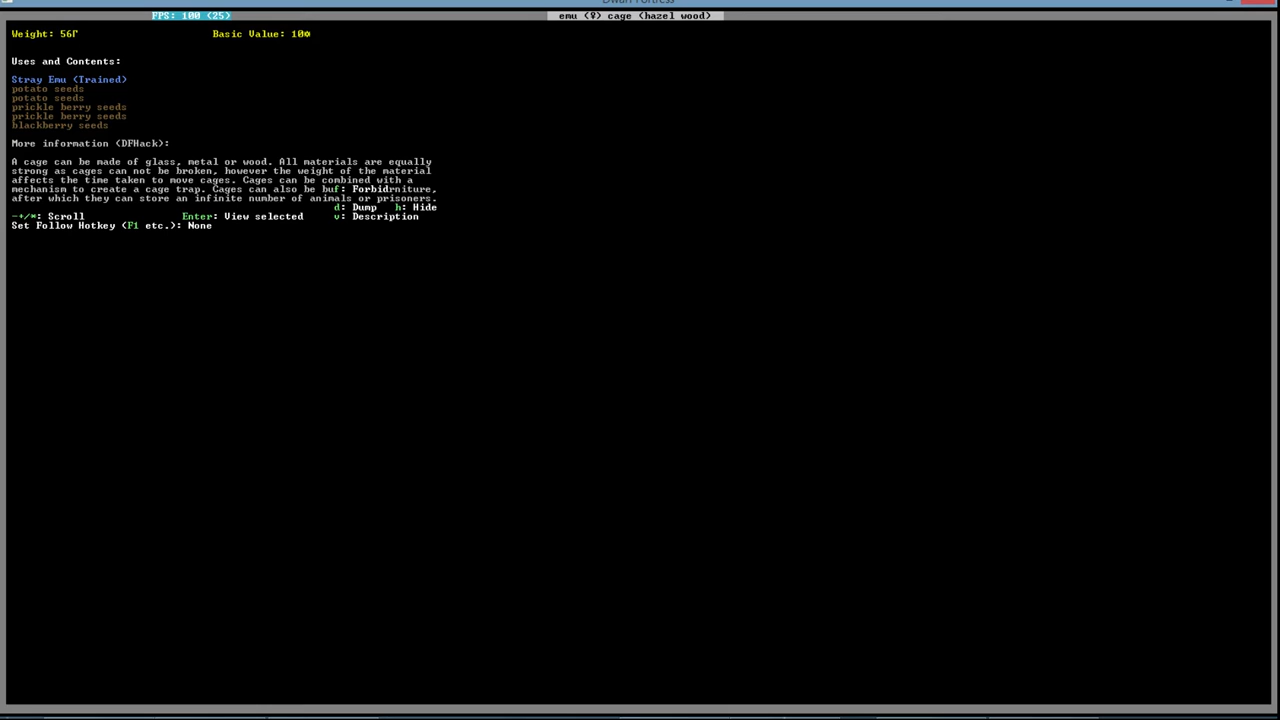 Dwarf Fortress
FPS: 100 (25)
emu (♀) cage (hazel wood)
Weight: 56Γ
Basic Value: 10☼
Uses and Contents:
Stray Emu (Trained)
potato seeds
potato seeds
prickle berry seeds
prickle berry seeds
blackberry seeds
More information (DFHack):
A cage can be made of glass, metal or wood. All materials are equally
strong as cages can not be broken, however the weight of the material
affects the time taken to move cages. Cages can be combined with a
mechanism to create a cage trap. Cages can also be buf: Forbidrniture,
after which they can store an infinite number of animals or prisoners.
d: Dump h: Hide
-+/*: Scroll Enter: View selected v: Description
Set Follow Hotkey (F1 etc.): None